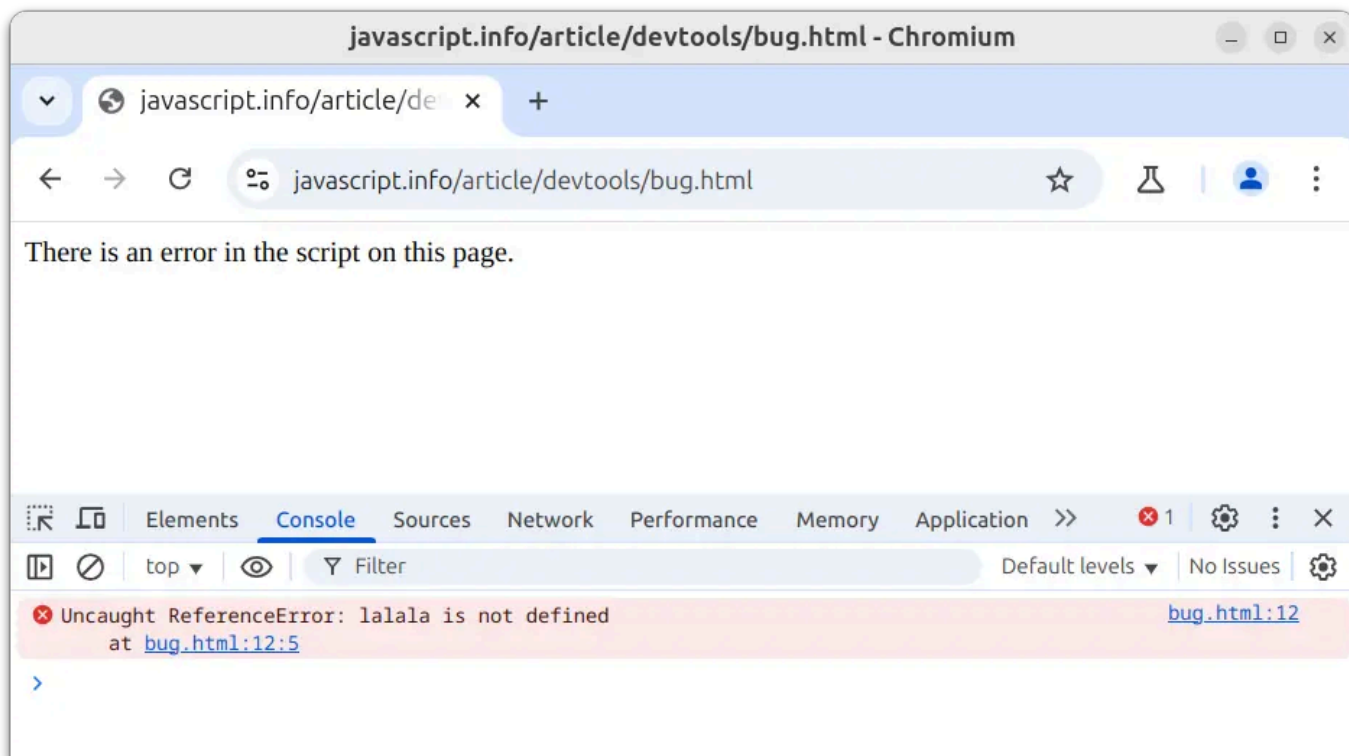 javascript.info/article/devtools/bug.html - Chromium
javascript.info/article/de
javascript.info/article/devtools/bug.html
There is an error in the script on this page.
Elements Console Sources Network Performance Memory Application 1
top Filter Default levels No Issues
Uncaught ReferenceError: lalala is not defined bug.html:12
at bug.html:12:5